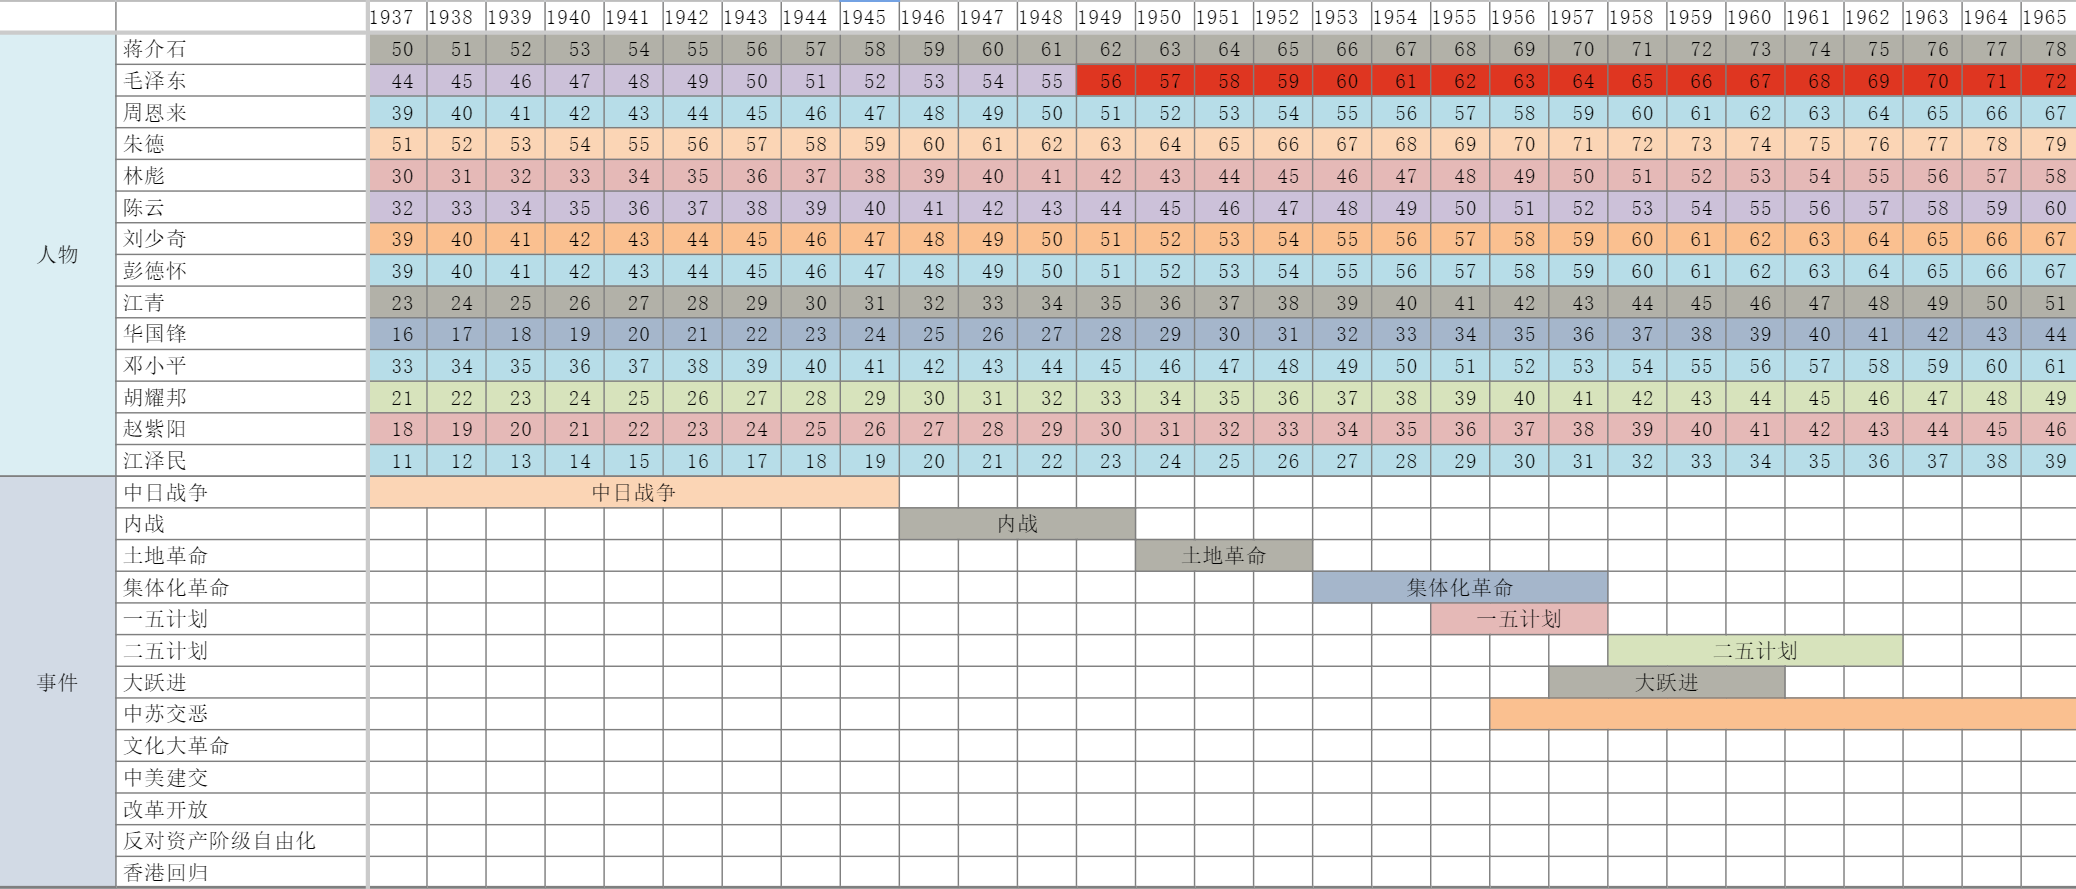 1937 1938 1939 1940 1941 1942 1943 1944 1945 1946 1947 1948 1949 1950 1951 1952 1953 1954 1955 1956 1957 1958 1959 1960 1961 1962 1963 1964 1965
人物
蒋介石 50 51 52 53 54 55 56 57 58 59 60 61 62 63 64 65 66 67 68 69 70 71 72 73 74 75 76 77 78
毛泽东 44 45 46 47 48 49 50 51 52 53 54 55 56 57 58 59 60 61 62 63 64 65 66 67 68 69 70 71 72
周恩来 39 40 41 42 43 44 45 46 47 48 49 50 51 52 53 54 55 56 57 58 59 60 61 62 63 64 65 66 67
朱德 51 52 53 54 55 56 57 58 59 60 61 62 63 64 65 66 67 68 69 70 71 72 73 74 75 76 77 78 79
林彪 30 31 32 33 34 35 36 37 38 39 40 41 42 43 44 45 46 47 48 49 50 51 52 53 54 55 56 57 58
陈云 32 33 34 35 36 37 38 39 40 41 42 43 44 45 46 47 48 49 50 51 52 53 54 55 56 57 58 59 60
刘少奇 39 40 41 42 43 44 45 46 47 48 49 50 51 52 53 54 55 56 57 58 59 60 61 62 63 64 65 66 67
彭德怀 39 40 41 42 43 44 45 46 47 48 49 50 51 52 53 54 55 56 57 58 59 60 61 62 63 64 65 66 67
江青 23 24 25 26 27 28 29 30 31 32 33 34 35 36 37 38 39 40 41 42 43 44 45 46 47 48 49 50 51
华国锋 16 17 18 19 20 21 22 23 24 25 26 27 28 29 30 31 32 33 34 35 36 37 38 39 40 41 42 43 44
邓小平 33 34 35 36 37 38 39 40 41 42 43 44 45 46 47 48 49 50 51 52 53 54 55 56 57 58 59 60 61
胡耀邦 21 22 23 24 25 26 27 28 29 30 31 32 33 34 35 36 37 38 39 40 41 42 43 44 45 46 47 48 49
赵紫阳 18 19 20 21 22 23 24 25 26 27 28 29 30 31 32 33 34 35 36 37 38 39 40 41 42 43 44 45 46
江泽民 11 12 13 14 15 16 17 18 19 20 21 22 23 24 25 26 27 28 29 30 31 32 33 34 35 36 37 38 39
事件
中日战争 中日战争
内战 内战
土地革命 土地革命
集体化革命 集体化革命
一五计划 一五计划
二五计划 二五计划
大跃进 大跃进
中苏交恶
文化大革命
中美建交
改革开放
反对资产阶级自由化
香港回归